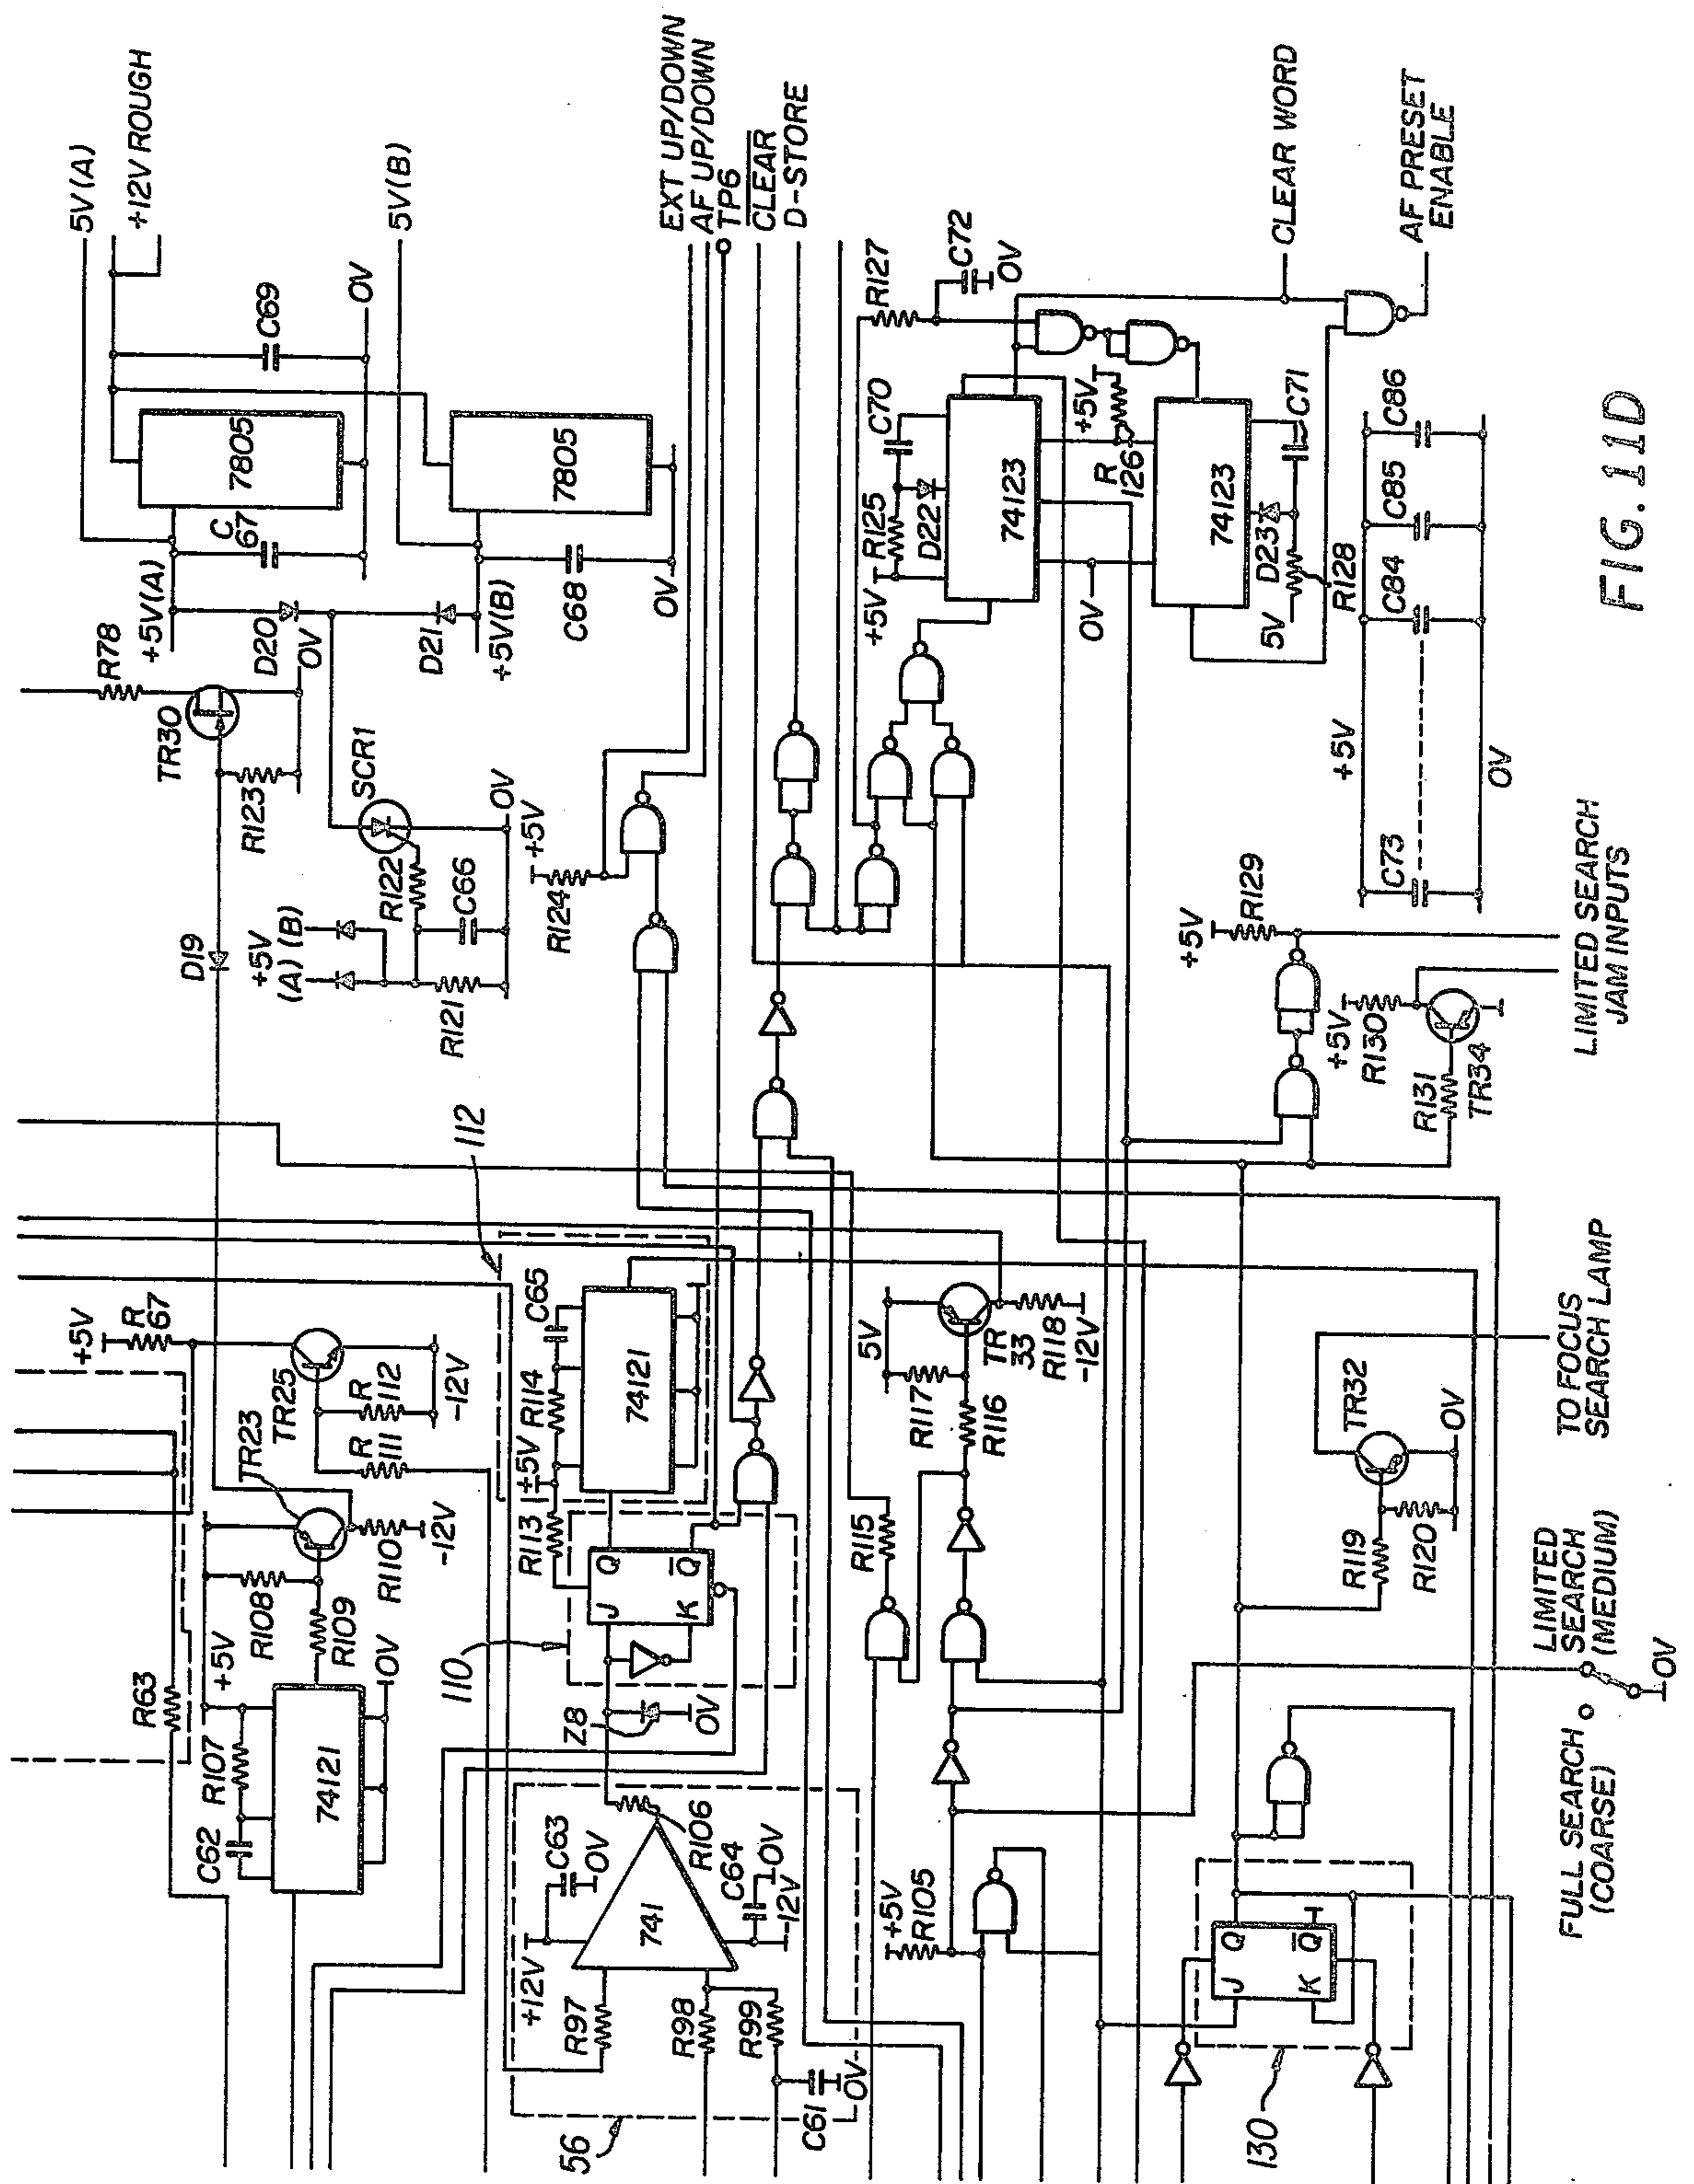 5V(A)
+12V ROUGH
5V(B)
EXT UP/DOWN
AF UP/DOWN
TP6
CLEAR
D-STORE
CLEAR WORD
AF PRESET
ENABLE
C69
0V
7805
C
67
+5V(A)
R78
D20
0V
TR30
R123
7805
D21
+5V(B)
C68
0V
SCR1
R122
C66
0V
D19
+5V
(A) (B)
R121
+5V
R124
R127
C72
0V
C70
R125
+5V
D22
74123
+5V
R
126
0V
74123
C71
D23
5V
R128
C86
C85
C84
C73
+5V
0V
+5V
R129
+5V
R130
R131
TR34
LIMITED SEARCH
JAM INPUTS
FIG. 11D
112
+5V
R
67
TR25
R
112
-12V
R
111
TR23
R110
-12V
R108
+5V
R109
R63
R107
C62
74121
0V
C65
R114
+5V
74121
R113
Q
J
Q
K
110
Z8
0V
+12V
C63
0V
741
R106
C64
0V
-12V
R97
R98
R99
C61
0V
56
5V
R117
TR
33
R118
-12V
R116
R115
+5V
R105
TR32
R119
R120
0V
TO FOCUS
SEARCH LAMP
LIMITED
SEARCH
(MEDIUM)
0V
FULL SEARCH
(COARSE)
Q
J
Q
K
130